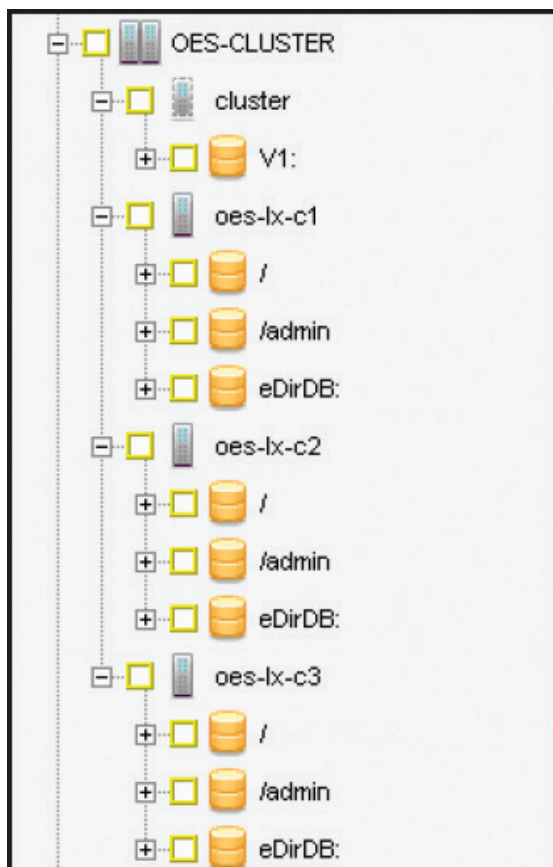 OES-CLUSTER
cluster
V1:
oes-lx-c1
/
/admin
eDirDB:
oes-lx-c2
/
/admin
eDirDB:
oes-lx-c3
/
/admin
eDirDB: